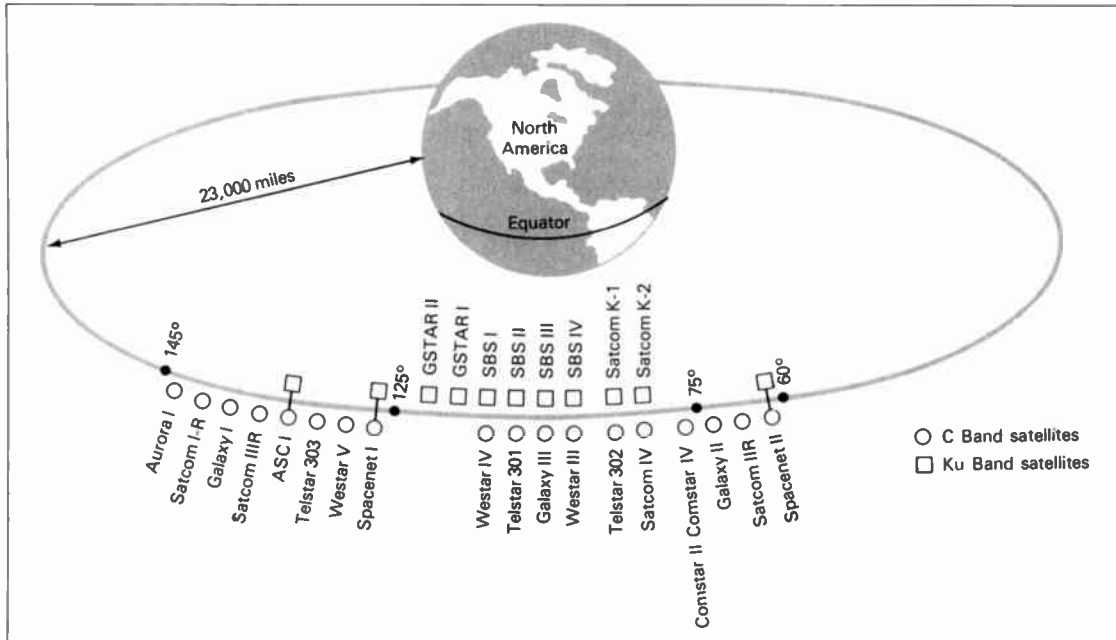 North
America
23,000 miles
Equator
GSTAR II
GSTAR I
SBS I
SBS II
SBS III
SBS IV
Satcom K-1
Satcom K-2
145°
125°
75°
60°
Aurora I
Satcom I-R
Galaxy I
Satcom IIIR
ASC I
Telstar 303
Westar V
Spacenet I
Westar IV
Telstar 301
Galaxy III
Westar III
Telstar 302
Satcom IV
Comstar II Comstar IV
Galaxy II
Satcom IIR
Spacenet II
C Band satellites
Ku Band satellites